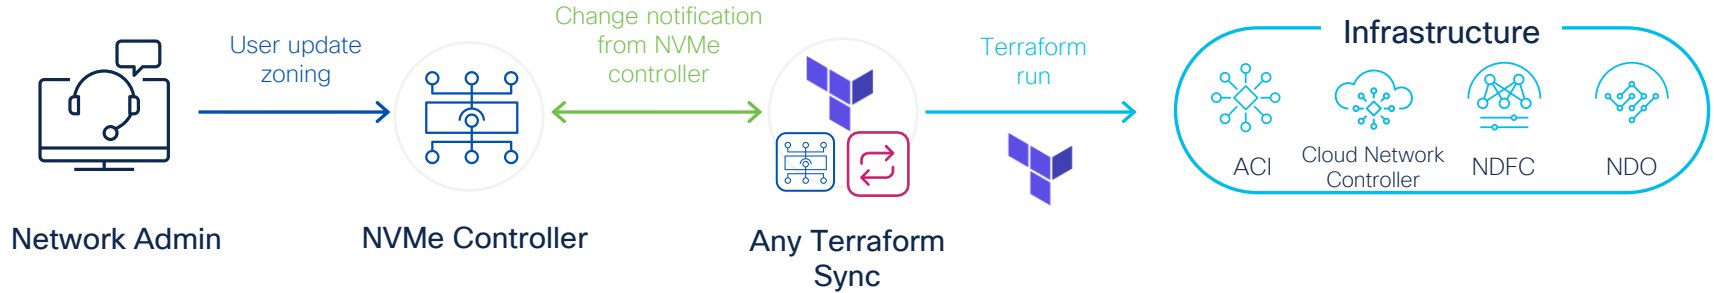 User update
zoning
Change notification
from NVMe
controller
Terraform
run
Infrastructure
ACI
Cloud Network
Controller
NDFC
NDO
Network Admin
NVMe Controller
Any Terraform
Sync